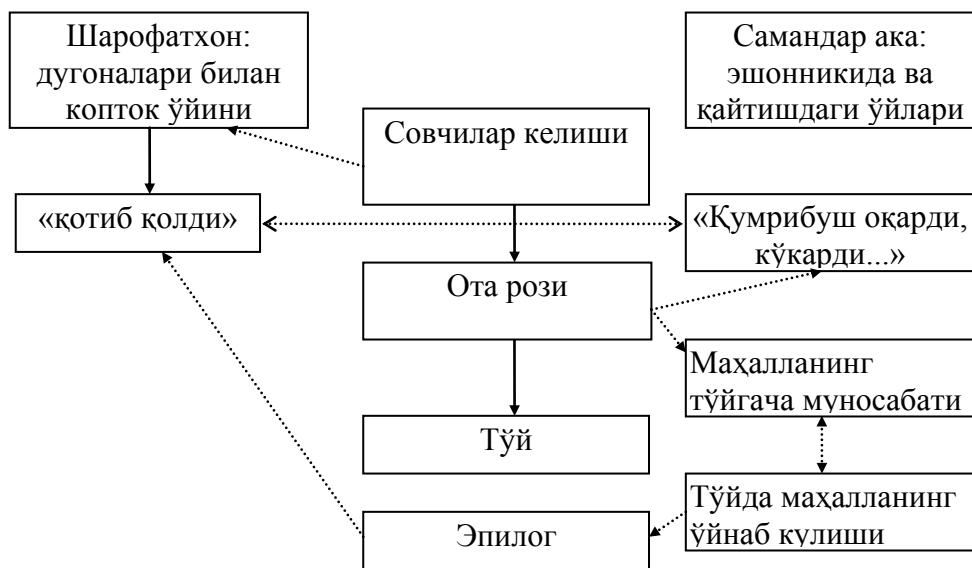 Шарофатхон:
дугоналари билан
копток ўйини
Самандар ака:
эшонникида ва
қайтишдаги ўйлари
Совчилар келиши
«қотиб қолди»
«Қумрибуш оқарди,
кўкарди...»
Ота рози
Маҳалланинг
тўйгача муносабати
Тўй
Тўйда маҳалланинг
ўйнаб кулиши
Эпилог